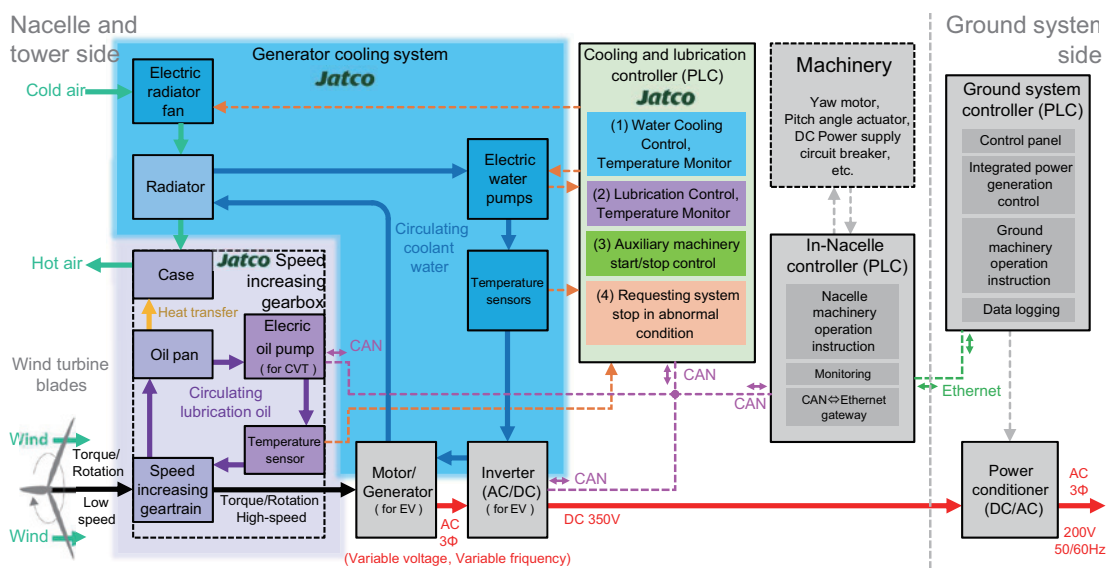 Nacelle and
tower side
Generator cooling system
Jatco
Cooling and lubrication
controller (PLC)
Jatco
Machinery
Yaw motor,
Pitch angle actuator,
DC Power supply
circuit breaker,
etc.
Ground system
side
Ground system
controller (PLC)
Control panel
Integrated power
generation
control
Ground
machinery
operation
instruction
Data logging
Cold air
Electric
radiator
fan
Radiator
Electric
water
pumps
Circulating
coolant
water
Temperature
sensors
(1) Water Cooling
Control,
Temperature Monitor
(2) Lubrication Control,
Temperature Monitor
(3) Auxiliary machinery
start/stop control
(4) Requesting system
stop in abnormal
condition
In-Nacelle
controller (PLC)
Nacelle
machinery
operation
instruction
Monitoring
CAN⇔Ethernet
gateway
Hot air
Case
Jatco Speed
increasing
gearbox
Heat transfer
Oil pan
Elecric
oil pump
( for CVT )
CAN
CAN
CAN
Ethernet
Wind turbine
blades
Circulating
lubrication oil
Temperature
sensor
Wind
Torque/
Rotation
Low
speed
Wind
Speed
increasing
geartrain
Torque/Rotation
High-speed
Motor/
Generator
( for EV )
AC
3Φ
Inverter
(AC/DC)
( for EV )
CAN
DC 350V
(Variable voltage, Variable friquency)
Power
conditioner
(DC/AC)
AC
3Φ
200V
50/60Hz